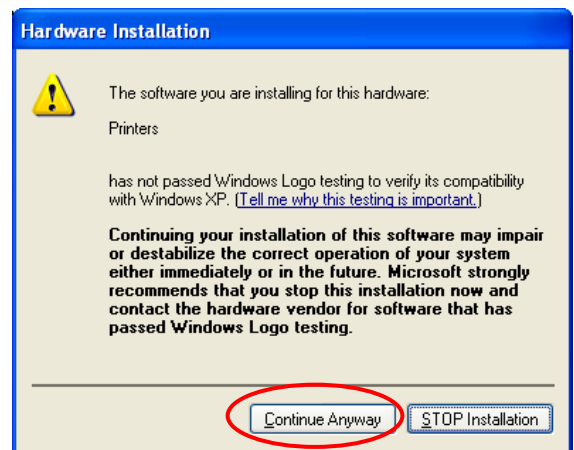 Hardware Installation
The software you are installing for this hardware:
Printers
has not passed Windows Logo testing to verify its compatibility
with Windows XP. (Tell me why this testing is important.)
Continuing your installation of this software may impair
or destabilize the correct operation of your system
either immediately or in the future. Microsoft strongly
recommends that you stop this installation now and
contact the hardware vendor for software that has
passed Windows Logo testing.
Continue Anyway STOP Installation